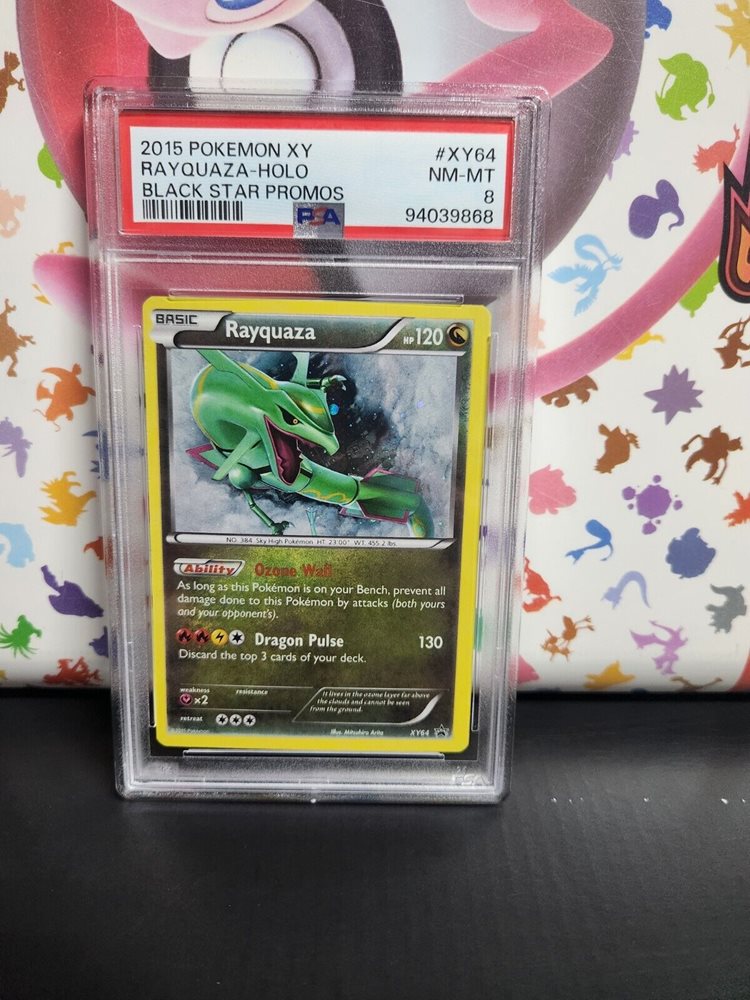 2015 POKEMON XY #XY64
RAYQUAZA-HOLO NM-MT
BLACK STAR PROMOS 8
PSA 94039868
BASIC Rayquaza HP120
NO. 384 Sky High Pokémon HT: 23'00" WT: 455.2 lbs.
Ability Ozone Wall
As long as this Pokémon is on your Bench, prevent all
damage done to this Pokémon by attacks (both yours
and your opponent's).
Dragon Pulse 130
Discard the top 3 cards of your deck.
weakness resistance
x2
It lives in the ozone layer far above
the clouds and cannot be seen
from the ground.
retreat
©2015 Pokémon Illus. Mitsuhiro Arita XY64